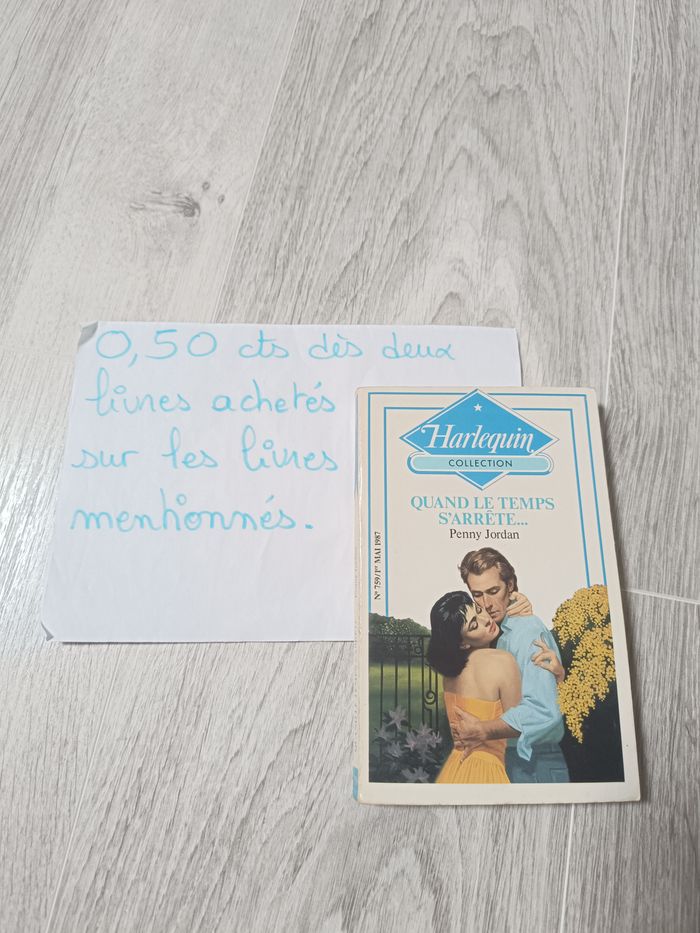 0,50 cts dès deux
livres achetés
sur les livres
mentionnés.
Harlequin
COLLECTION
QUAND LE TEMPS
S'ARRÊTE...
Penny Jordan
N° 759/1er MAI 1987